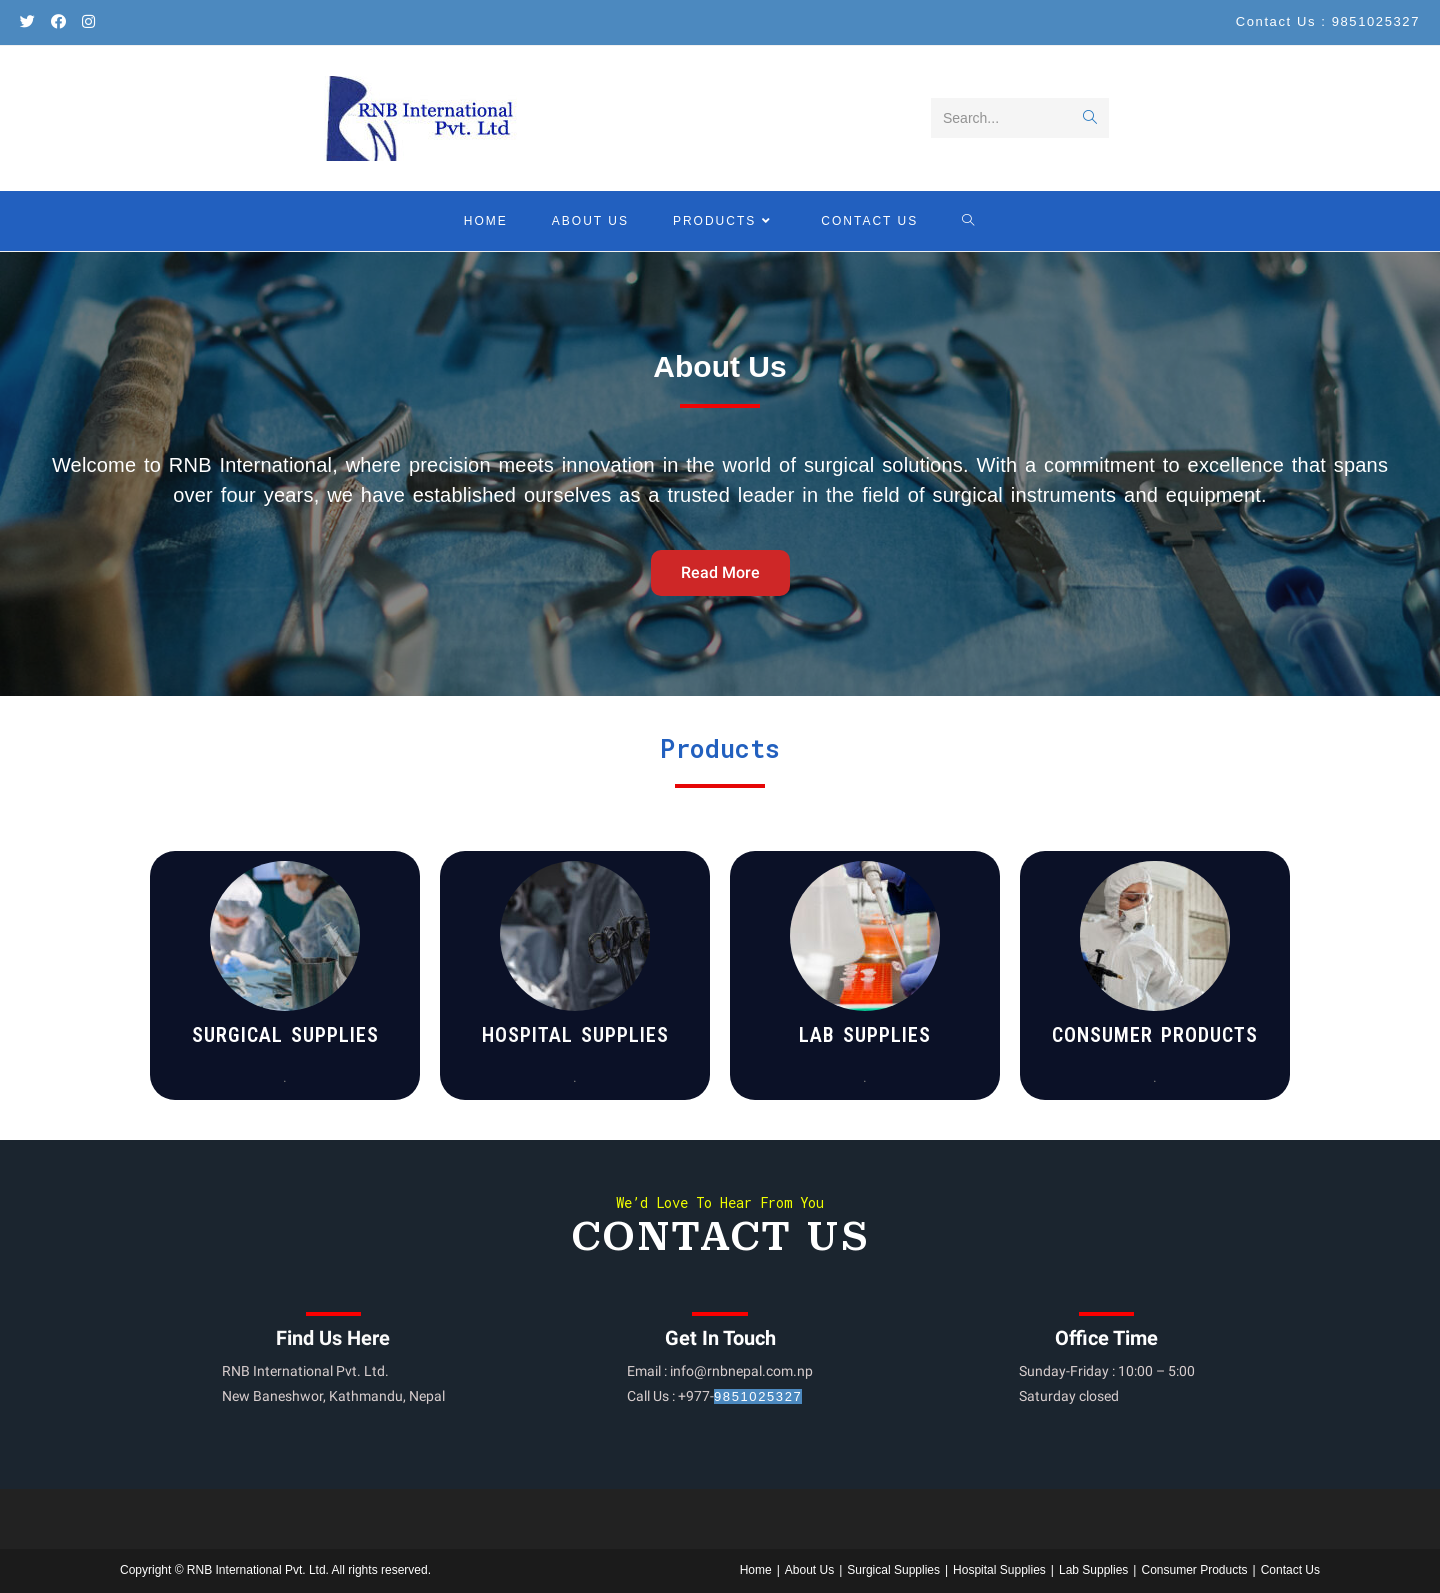 Contact Us : 9851025327
RNB International
Pvt. Ltd
Search...
HOME ABOUT US PRODUCTS CONTACT US
About Us
Welcome to RNB International, where precision meets innovation in the world of surgical solutions. With a commitment to excellence that spans
over four years, we have established ourselves as a trusted leader in the field of surgical instruments and equipment.
Read More
Products
SURGICAL SUPPLIES
.
HOSPITAL SUPPLIES
.
LAB SUPPLIES
.
CONSUMER PRODUCTS
.
We’d Love To Hear From You
CONTACT US
Find Us Here
RNB International Pvt. Ltd.
New Baneshwor, Kathmandu, Nepal
Get In Touch
Email : info@rnbnepal.com.np
Call Us : +977-9851025327
Office Time
Sunday-Friday : 10:00 – 5:00
Saturday closed
Copyright © RNB International Pvt. Ltd. All rights reserved.
Home | About Us | Surgical Supplies | Hospital Supplies | Lab Supplies | Consumer Products | Contact Us